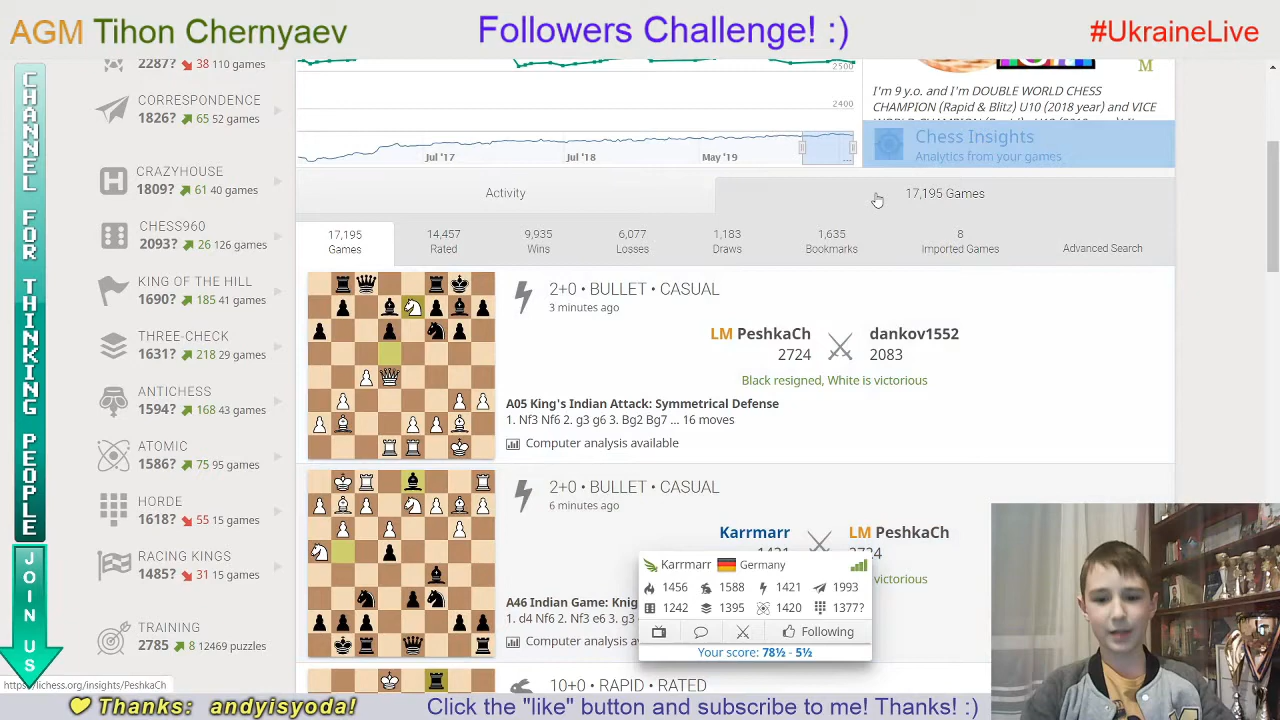 AGM Tihon Chernyaev
Followers Challenge! :)
#UkraineLive
CHANNEL FOR THINKING PEOPLE
JOIN US
2287? 38 110 games
CORRESPONDENCE
1826? 65 52 games
CRAZYHOUSE
1809? 61 40 games
CHESS960
2093? 26 126 games
KING OF THE HILL
1690? 185 41 games
THREE-CHECK
1631? 218 29 games
ANTICHESS
1594? 168 43 games
ATOMIC
1586? 75 95 games
HORDE
1618? 55 15 games
RACING KINGS
1485? 31 15 games
TRAINING
2785 8 12469 puzzles
https://lichess.org/insights/PeshkaCh
2500
2400
Jul '17
Jul '18
May '19
...
M
I'm 9 y.o. and I'm DOUBLE WORLD CHESS
CHAMPION (Rapid & Blitz) U10 (2018 year) and VICE
Chess Insights
Analytics from your games
Activity
17,195 Games
17,195 Games
14,457 Rated
9,935 Wins
6,077 Losses
1,183 Draws
1,635 Bookmarks
8 Imported Games
Advanced Search
2+0 • BULLET • CASUAL
3 minutes ago
LM PeshkaCh dankov1552
2724 2083
Black resigned, White is victorious
A05 King's Indian Attack: Symmetrical Defense
1. Nf3 Nf6 2. g3 g6 3. Bg2 Bg7 ... 16 moves
Computer analysis available
2+0 • BULLET • CASUAL
6 minutes ago
Karrmarr LM PeshkaCh
victorious
A46 Indian Game:
1. d4 Nf6 2. Nf3 e6 3. g3
Computer analysis
Karrmarr Germany
1456 1588 1421 1993
1242 1395 1420 1377?
Following
Your score: 78½ - 5½
10+0 • RAPID • RATED
Thanks: andyisyoda!
Click the "like" button and subscribe to me! Thanks! :)